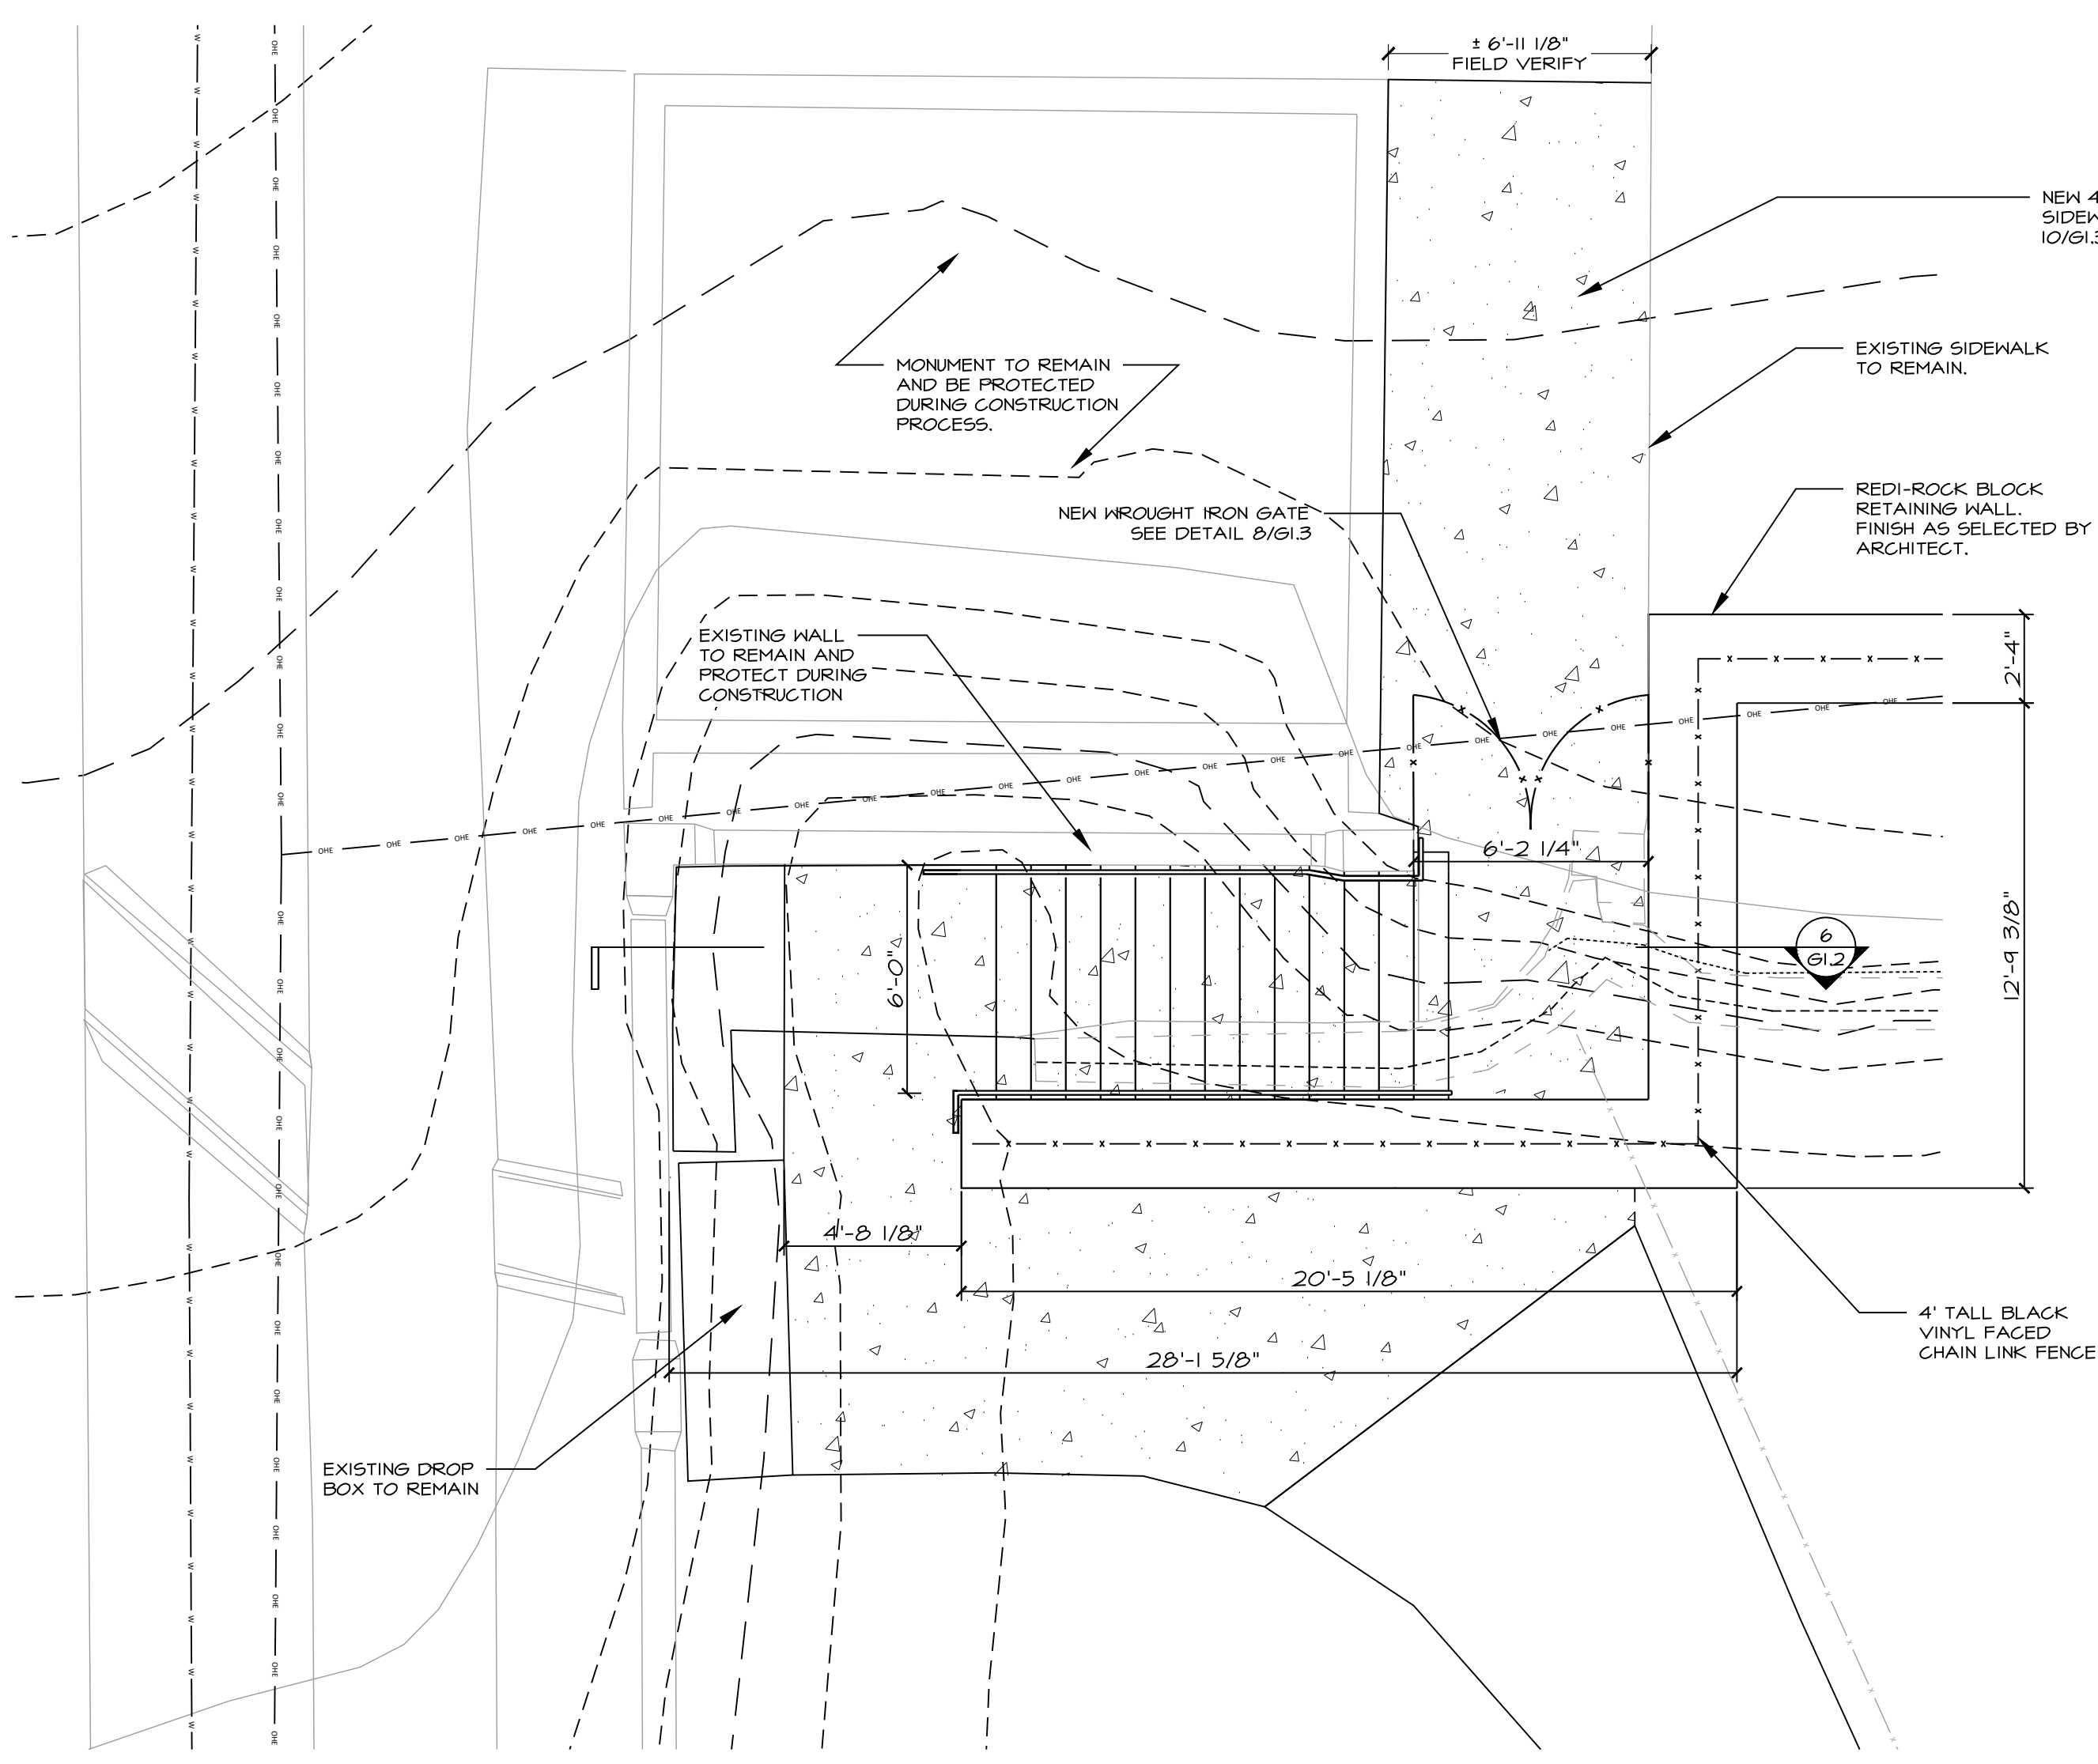 ± 6'-11 1/8"
FIELD VERIFY
NEW 4
SIDEW
10/G1.3
EXISTING SIDEWALK
TO REMAIN.
MONUMENT TO REMAIN
AND BE PROTECTED
DURING CONSTRUCTION
PROCESS.
REDI-ROCK BLOCK
RETAINING WALL.
FINISH AS SELECTED BY
ARCHITECT.
NEW WROUGHT IRON GATE
SEE DETAIL 8/G1.3
EXISTING WALL
TO REMAIN AND
PROTECT DURING
CONSTRUCTION
2'-4"
6'-2 1/4"
6
G1.2
12'-9 3/8"
6'-0"
4'-8 1/8"
20'-5 1/8"
28'-1 5/8"
4' TALL BLACK
VINYL FACED
CHAIN LINK FENCE
EXISTING DROP
BOX TO REMAIN
W
OHE